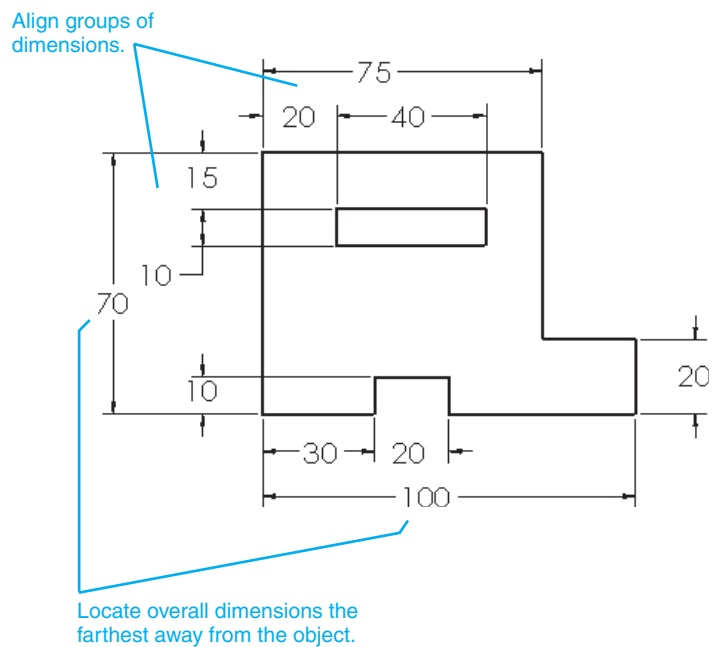 Align groups of
dimensions.
75
20
40
15
10
70
10
20
30
20
100
Locate overall dimensions the
farthest away from the object.